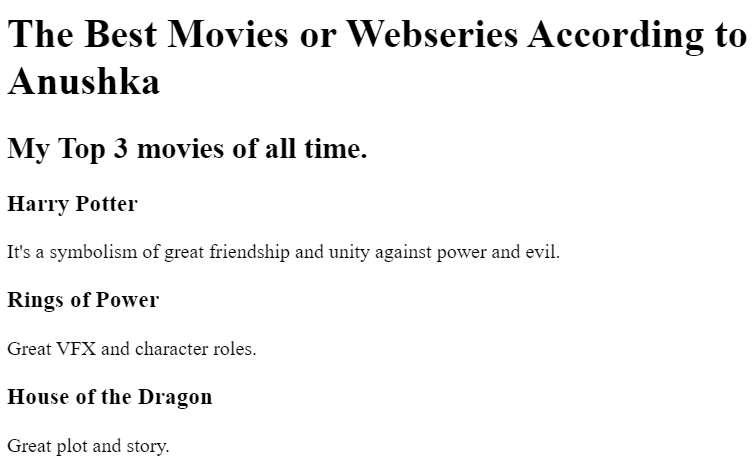 The Best Movies or Webseries According to
Anushka
My Top 3 movies of all time.
Harry Potter
It's a symbolism of great friendship and unity against power and evil.
Rings of Power
Great VFX and character roles.
House of the Dragon
Great plot and story.